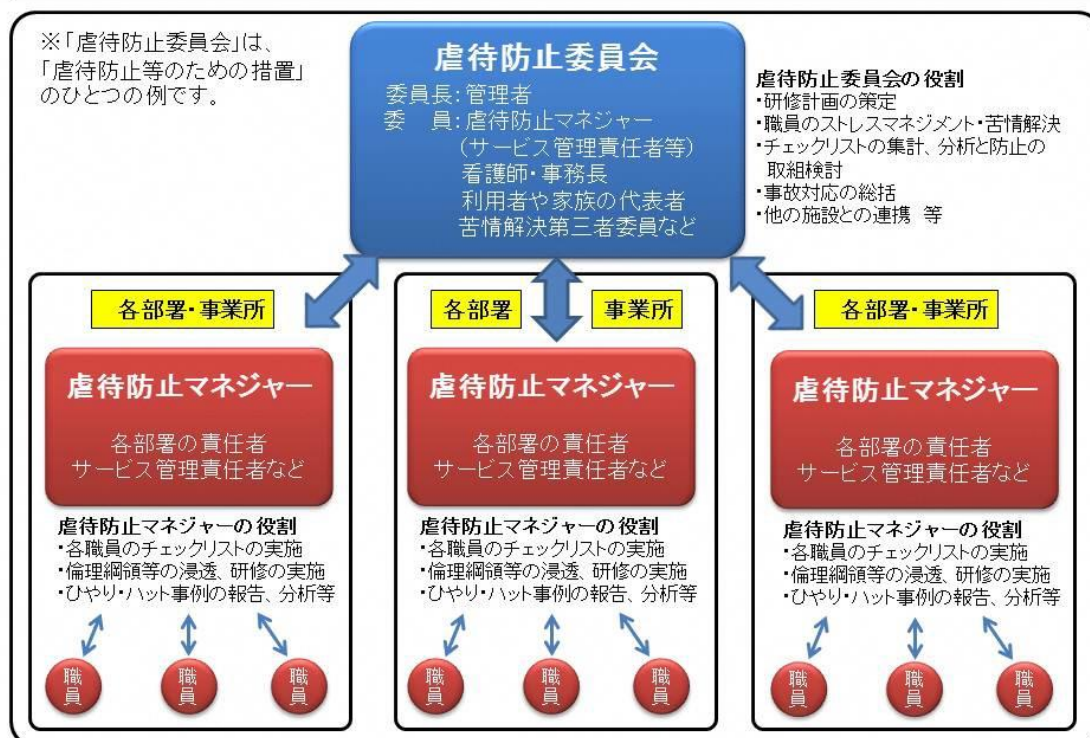 ※「虐待防止委員会」は、
「虐待防止等のための措置」
のひとつの例です。
虐待防止委員会
委員長：管理者
委　員：虐待防止マネジャー
（サービス管理責任者等）
看護師・事務長
利用者や家族の代表者
苦情解決第三者委員など
虐待防止委員会の役割
・研修計画の策定
・職員のストレスマネジメント・苦情解決
・チェックリストの集計、分析と防止の
取組検討
・事故対応の総括
・他の施設との連携 等
各部署・事業所
虐待防止マネジャー
各部署の責任者
サービス管理責任者など
虐待防止マネジャーの役割
・各職員のチェックリストの実施
・倫理綱領等の浸透、研修の実施
・ひやり・ハット事例の報告、分析等
職員
職員
職員
各部署
事業所
虐待防止マネジャー
各部署の責任者
サービス管理責任者など
虐待防止マネジャーの役割
・各職員のチェックリストの実施
・倫理綱領等の浸透、研修の実施
・ひやり・ハット事例の報告、分析等
職員
職員
職員
各部署・事業所
虐待防止マネジャー
各部署の責任者
サービス管理責任者など
虐待防止マネジャーの役割
・各職員のチェックリストの実施
・倫理綱領等の浸透、研修の実施
・ひやり・ハット事例の報告、分析等
職員
職員
職員